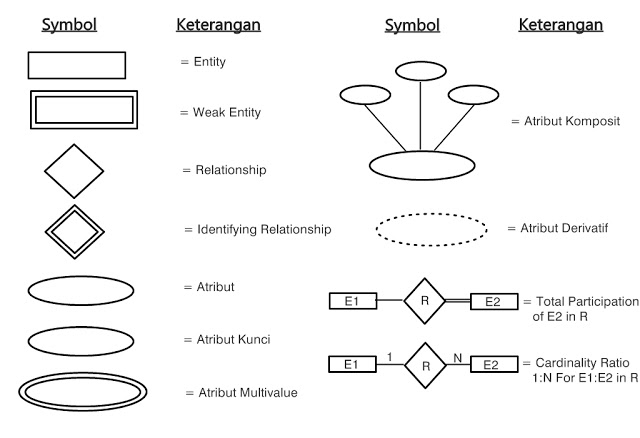 Symbol Keterangan
= Entity
= Weak Entity
= Relationship
= Identifying Relationship
= Atribut
= Atribut Kunci
= Atribut Multivalue
Symbol Keterangan
= Atribut Komposit
= Atribut Derivatif
E1 R E2 = Total Participation
of E2 in R
E1 1 R N E2 = Cardinality Ratio
1:N For E1:E2 in R